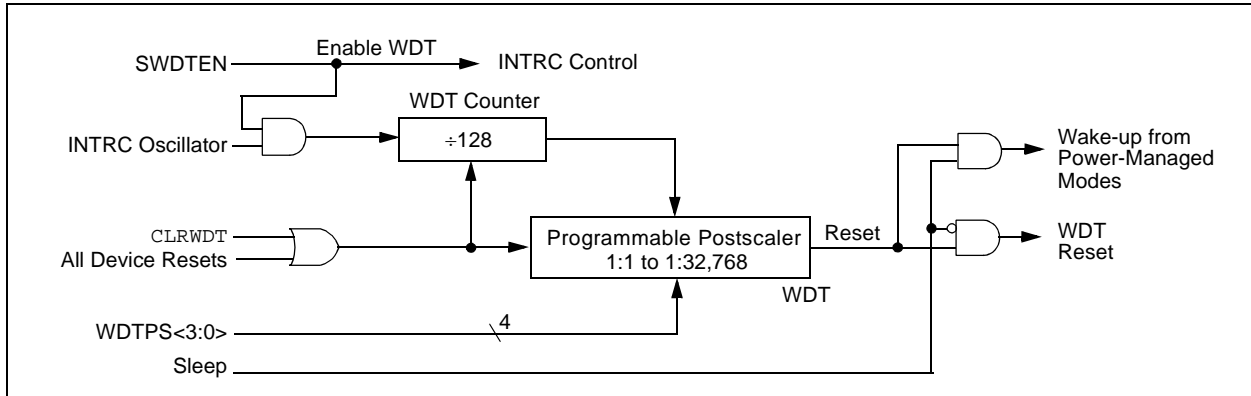 Enable WDT
SWDTEN
INTRC Control
WDT Counter
INTRC Oscillator
÷128
Wake-up from
Power-Managed
Modes
CLRWDT
All Device Resets
Programmable Postscaler
1:1 to 1:32,768
Reset
WDT
WDT
Reset
WDTPS<3:0>
4
Sleep